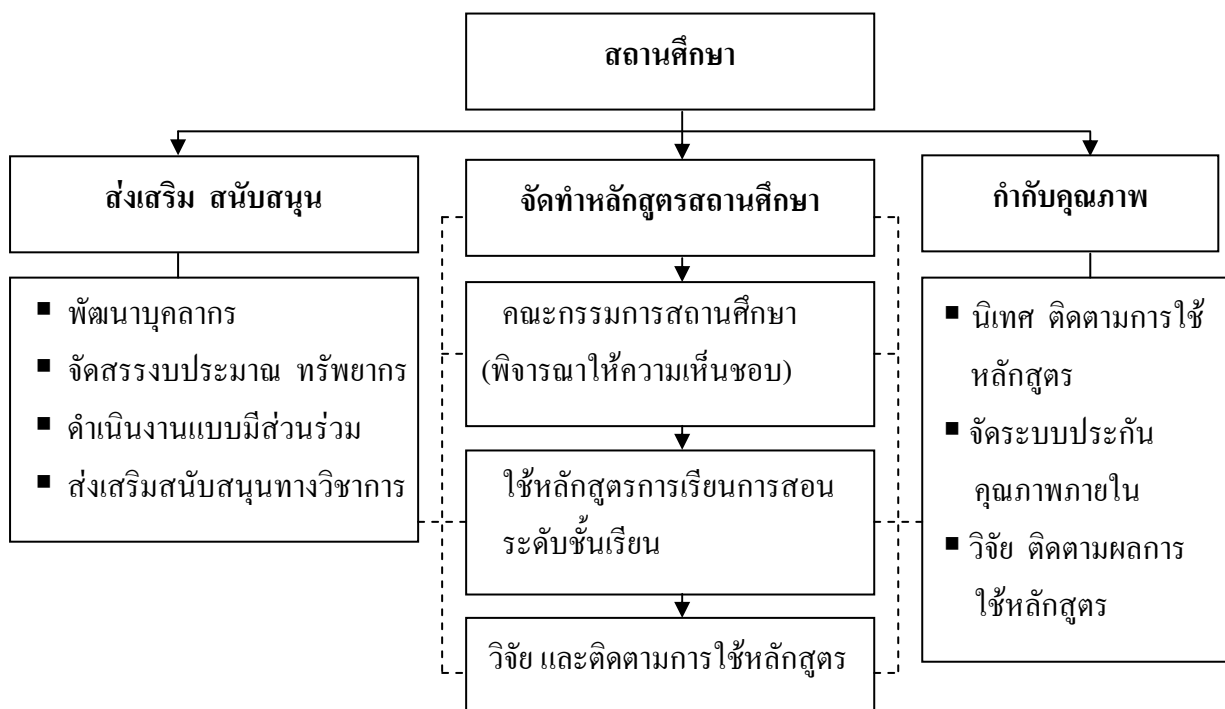 สถานศึกษา
ส่งเสริม สนับสนุน
จัดทำหลักสูตรสถานศึกษา
กำกับคุณภาพ
▪ พัฒนาบุคลากร
▪ จัดสรรงบประมาณ ทรัพยากร
▪ ดำเนินงานแบบมีส่วนร่วม
▪ ส่งเสริมสนับสนุนทางวิชาการ
คณะกรรมการสถานศึกษา
(พิจารณาให้ความเห็นชอบ)
ใช้หลักสูตรการเรียนการสอน
ระดับชั้นเรียน
วิจัย และติดตามการใช้หลักสูตร
▪ นิเทศ ติดตามการใช้
หลักสูตร
▪ จัดระบบประกัน
คุณภาพภายใน
▪ วิจัย ติดตามผลการ
ใช้หลักสูตร